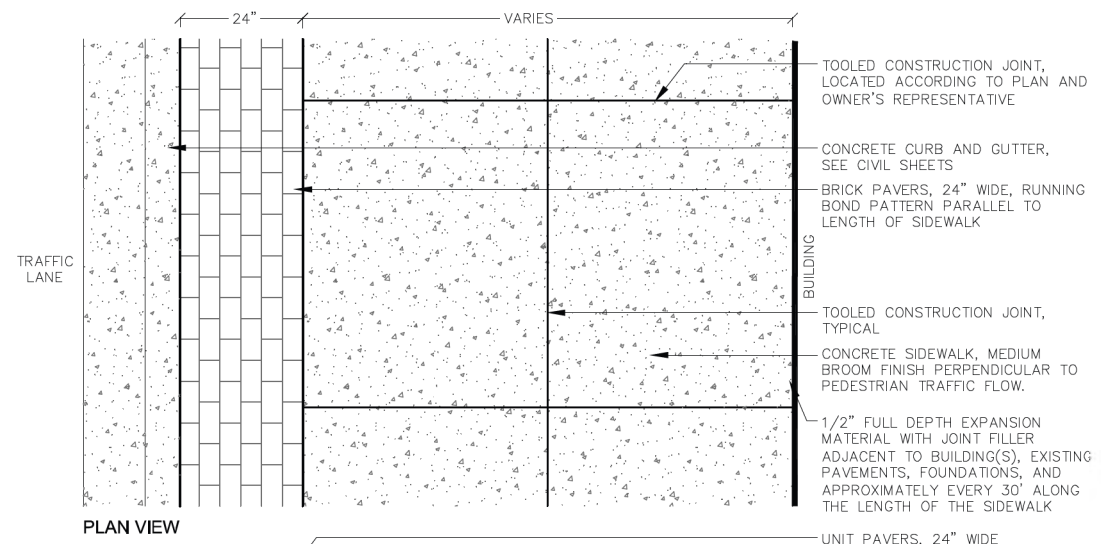 24"
VARIES
TOOLED CONSTRUCTION JOINT,
LOCATED ACCORDING TO PLAN AND
OWNER'S REPRESENTATIVE
CONCRETE CURB AND GUTTER,
SEE CIVIL SHEETS
BRICK PAVERS, 24" WIDE, RUNNING
BOND PATTERN PARALLEL TO
LENGTH OF SIDEWALK
TRAFFIC
LANE
BUILDING
TOOLED CONSTRUCTION JOINT,
TYPICAL
CONCRETE SIDEWALK, MEDIUM
BROOM FINISH PERPENDICULAR TO
PEDESTRIAN TRAFFIC FLOW.
1/2" FULL DEPTH EXPANSION
MATERIAL WITH JOINT FILLER
ADJACENT TO BUILDING(S), EXISTING
PAVEMENTS, FOUNDATIONS, AND
APPROXIMATELY EVERY 30' ALONG
THE LENGTH OF THE SIDEWALK
PLAN VIEW
UNIT PAVERS, 24" WIDE